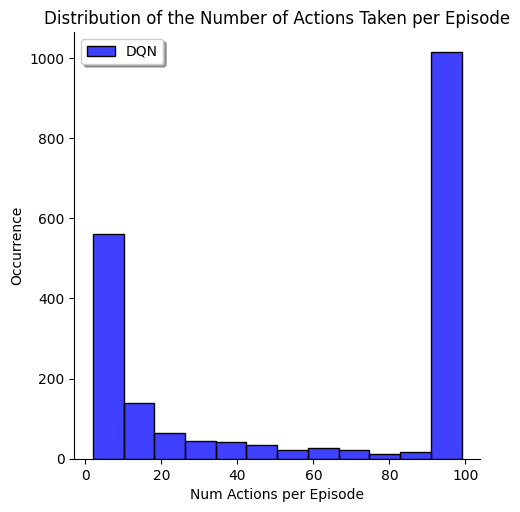 Distribution of the Number of Actions Taken per Episode
DQN
1000
800
600
400
200
0
Occurrence
0 20 40 60 80 100
Num Actions per Episode